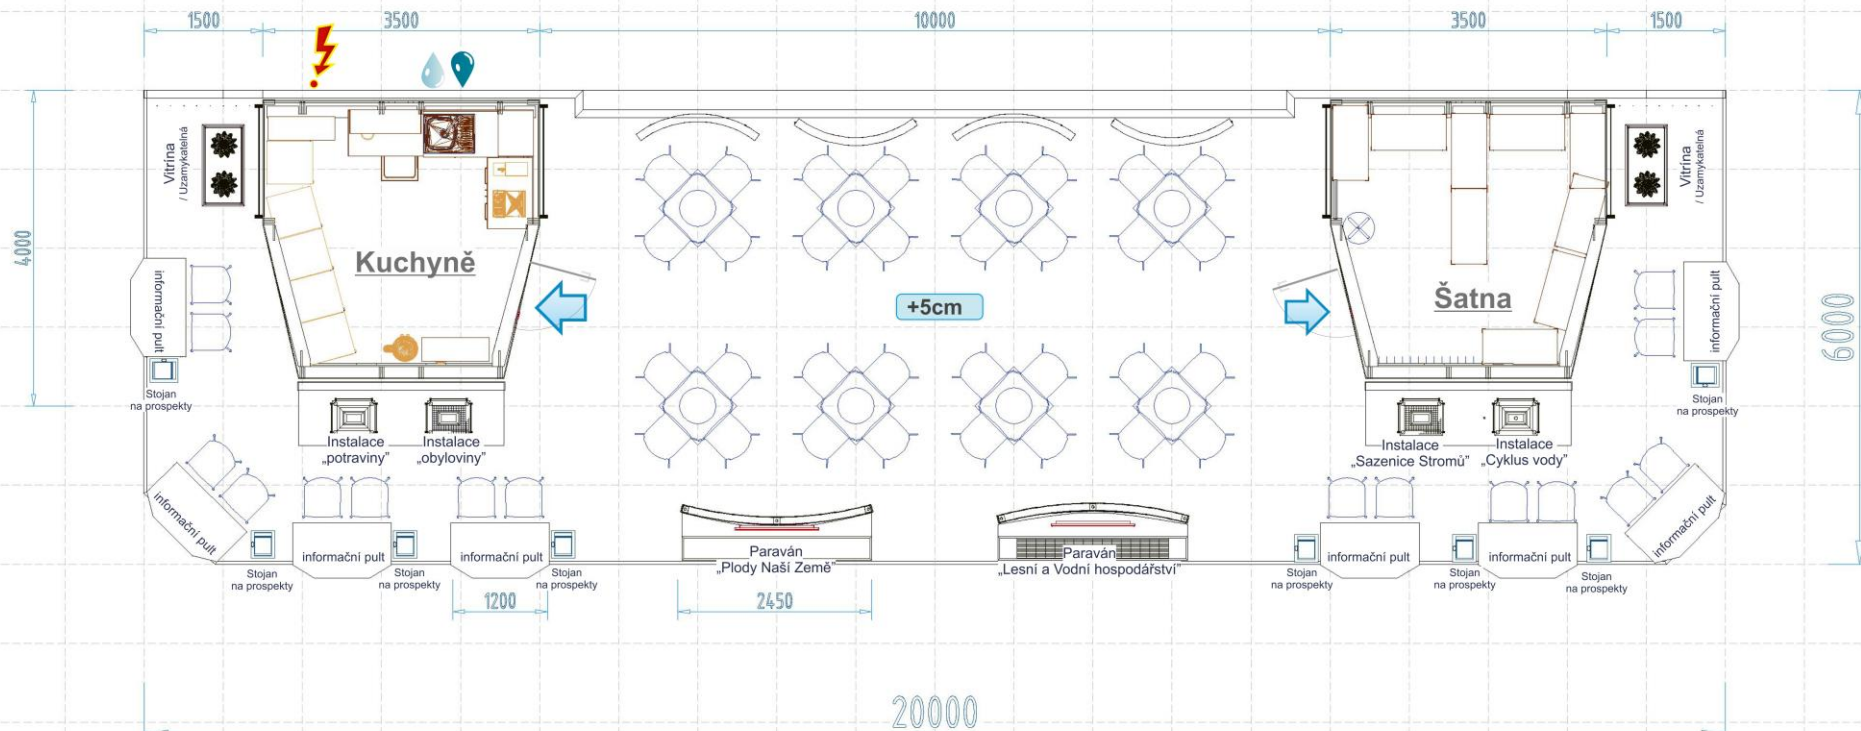 1500
3500
10000
3500
1500
4000
6000
Vitrína
/ Uzamykatelná
Vitrína
/ Uzamykatelná
Kuchyně
+5cm
Šatna
informační pult
informační pult
Stojan
na prospekty
Stojan
na prospekty
Instalace
„potraviny”
Instalace
„obyloviny”
Instalace
„Sazenice Stromů”
Instalace
„Cyklus vody”
informační pult
informační pult
informační pult
informační pult
informační pult
informační pult
Paraván
„Plody Naší Země”
Paraván
„Lesní a Vodní hospodářství”
Stojan
na prospekty
Stojan
na prospekty
Stojan
na prospekty
Stojan
na prospekty
Stojan
na prospekty
Stojan
na prospekty
1200
2450
20000